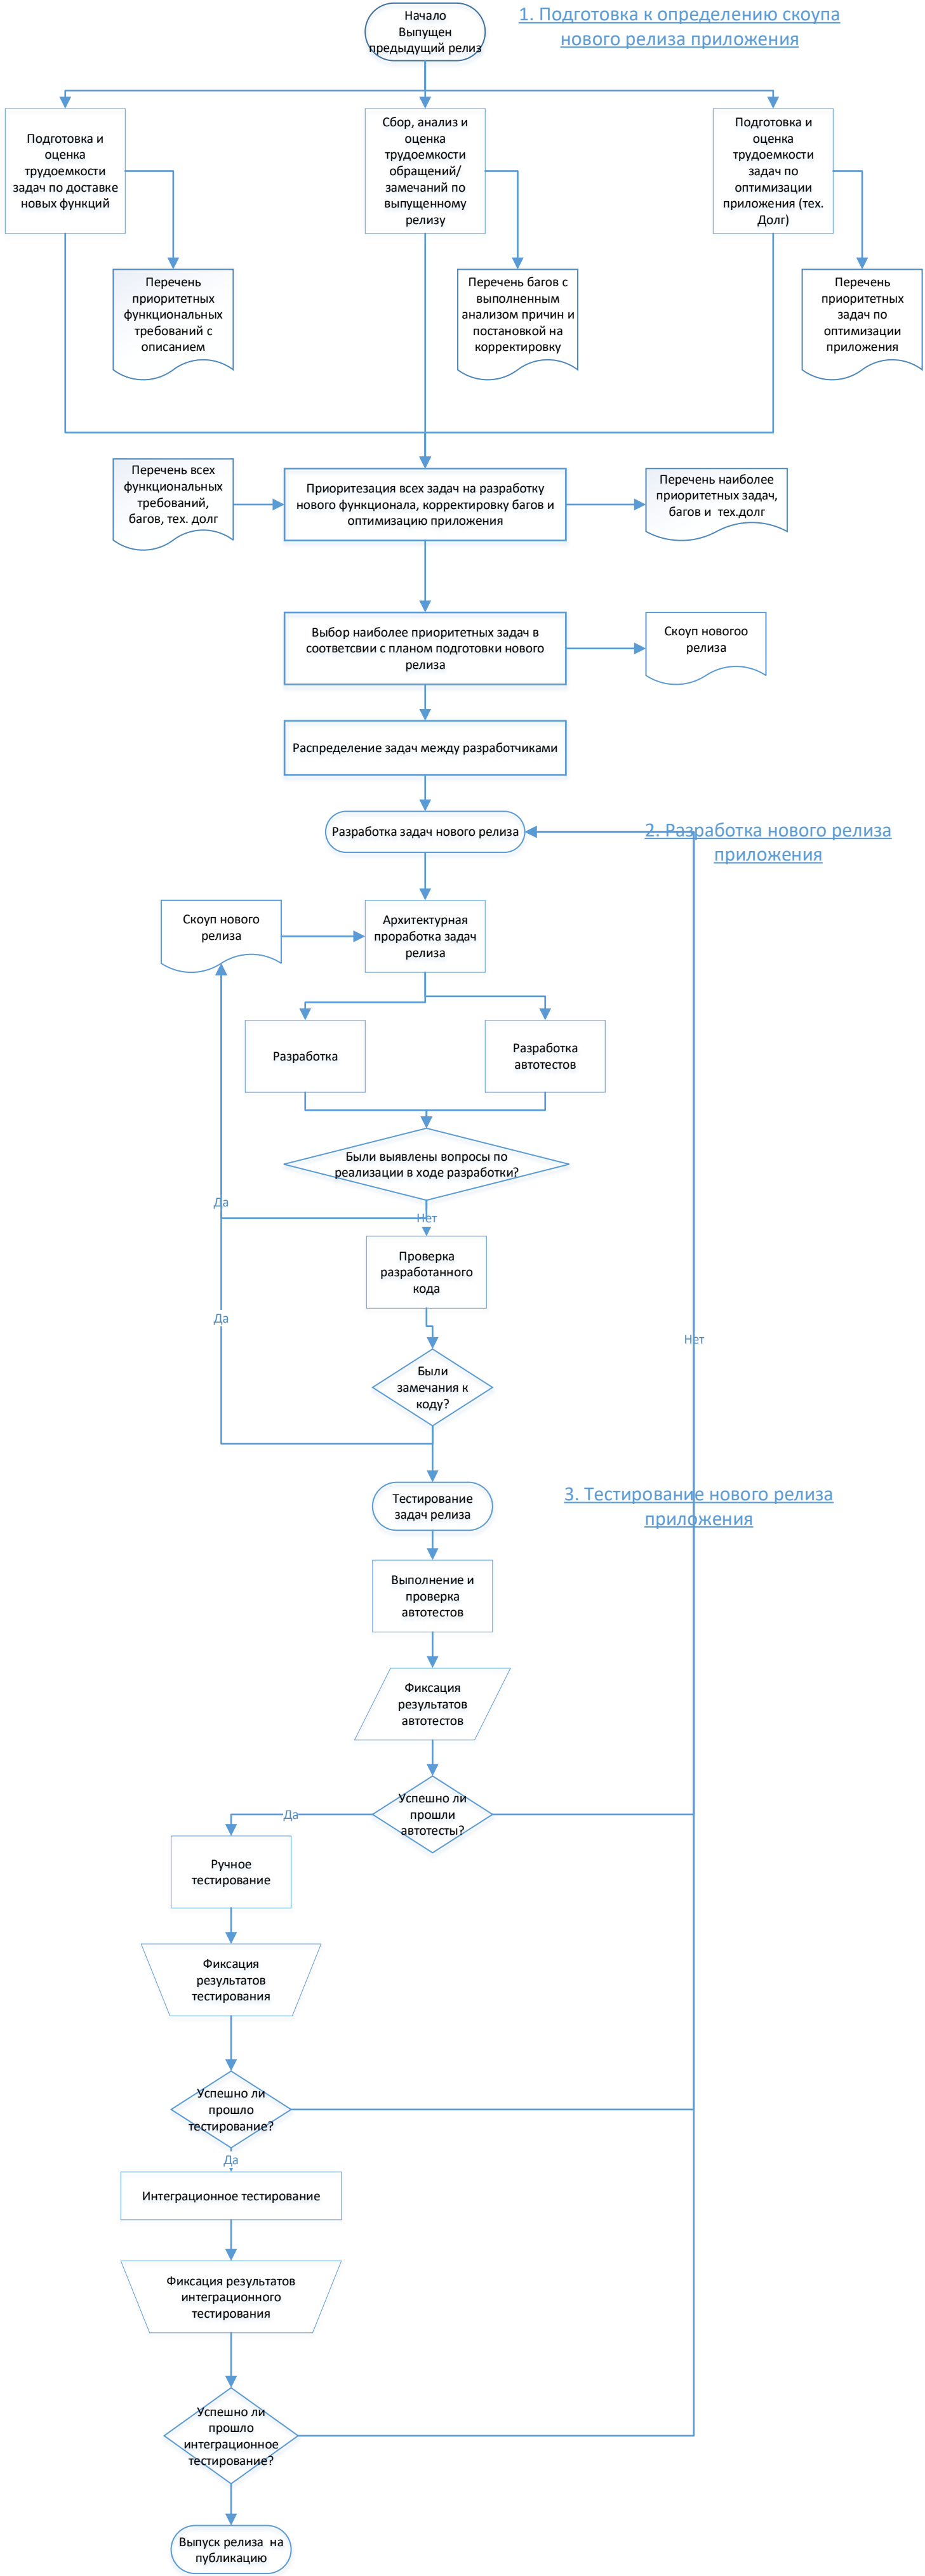 Начало
Выпущен
предыдущий релиз
1. Подготовка к определению скоупа
нового релиза приложения
Подготовка и
оценка
трудоемкости
задач по доставке
новых функций
Сбор, анализ и
оценка
трудоемкости
обращений/
замечаний по
выпущенному
релизу
Подготовка и
оценка
трудоемкости
задач по
оптимизации
приложения (тех.
Долг)
Перечень
приоритетных
функциональных
требований с
описанием
Перечень багов с
выполненным
анализом причин и
постановкой на
корректировку
Перечень
приоритетных
задач по
оптимизации
приложения
Перечень всех
функциональных
требований,
багов, тех. долг
Приоритезация всех задач на разработку
нового функционала, корректировку багов и
оптимизацию приложения
Перечень наиболее
приоритетных задач,
багов и  тех.долг
Выбор наиболее приоритетных задач в
соответсвии с планом подготовки нового
релиза
Скоуп новогоо
релиза
Распределение задач между разработчиками
Разработка задач нового релиза
2. Разработка нового релиза
приложения
Скоуп нового
релиза
Архитектурная
проработка задач
релиза
Разработка
Разработка
автотестов
Были выявлены вопросы по
реализации в ходе разработки?
Да
Нет
Проверка
разработанного
кода
Да
Нет
Были
замечания к
коду?
Тестирование
задач релиза
3. Тестирование нового релиза
приложения
Выполнение и
проверка
автотестов
Фиксация
результатов
автотестов
Успешно ли
прошли
автотесты?
Да
Ручное
тестирование
Фиксация
результатов
тестирования
Успешно ли
прошло
тестирование?
Да
Интеграционное тестирование
Фиксация результатов
интеграционного
тестирования
Успешно ли
прошло
интеграционное
тестирование?
Выпуск релиза  на
публикацию